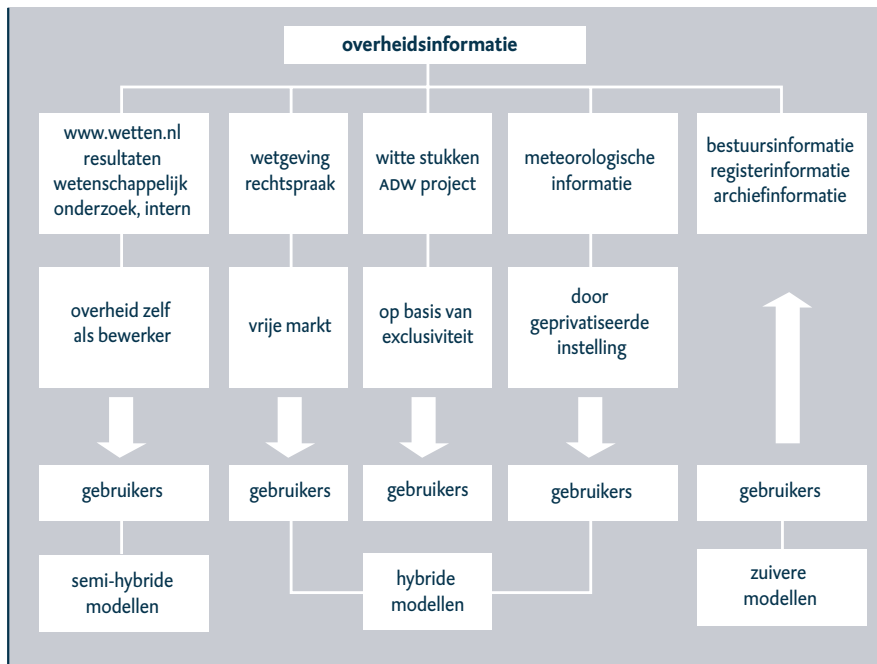 overheidsinformatie
www.wetten.nl
resultaten
wetenschappelijk
onderzoek, intern
wetgeving
rechtspraak
witte stukken
ADW project
meteorologische
informatie
bestuursinformatie
registerinformatie
archiefinformatie
overheid zelf
als bewerker
vrije markt
op basis van
exclusiviteit
door
geprivatiseerde
instelling
gebruikers
gebruikers
gebruikers
gebruikers
gebruikers
semi-hybride
modellen
hybride
modellen
zuivere
modellen